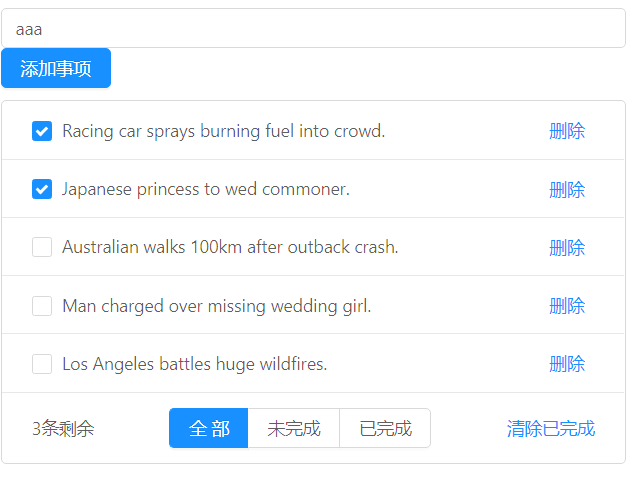 aaa
添加事项
Racing car sprays burning fuel into crowd. 删除
Japanese princess to wed commoner. 删除
Australian walks 100km after outback crash. 删除
Man charged over missing wedding girl. 删除
Los Angeles battles huge wildfires. 删除
3条剩余 全部 未完成 已完成 清除已完成